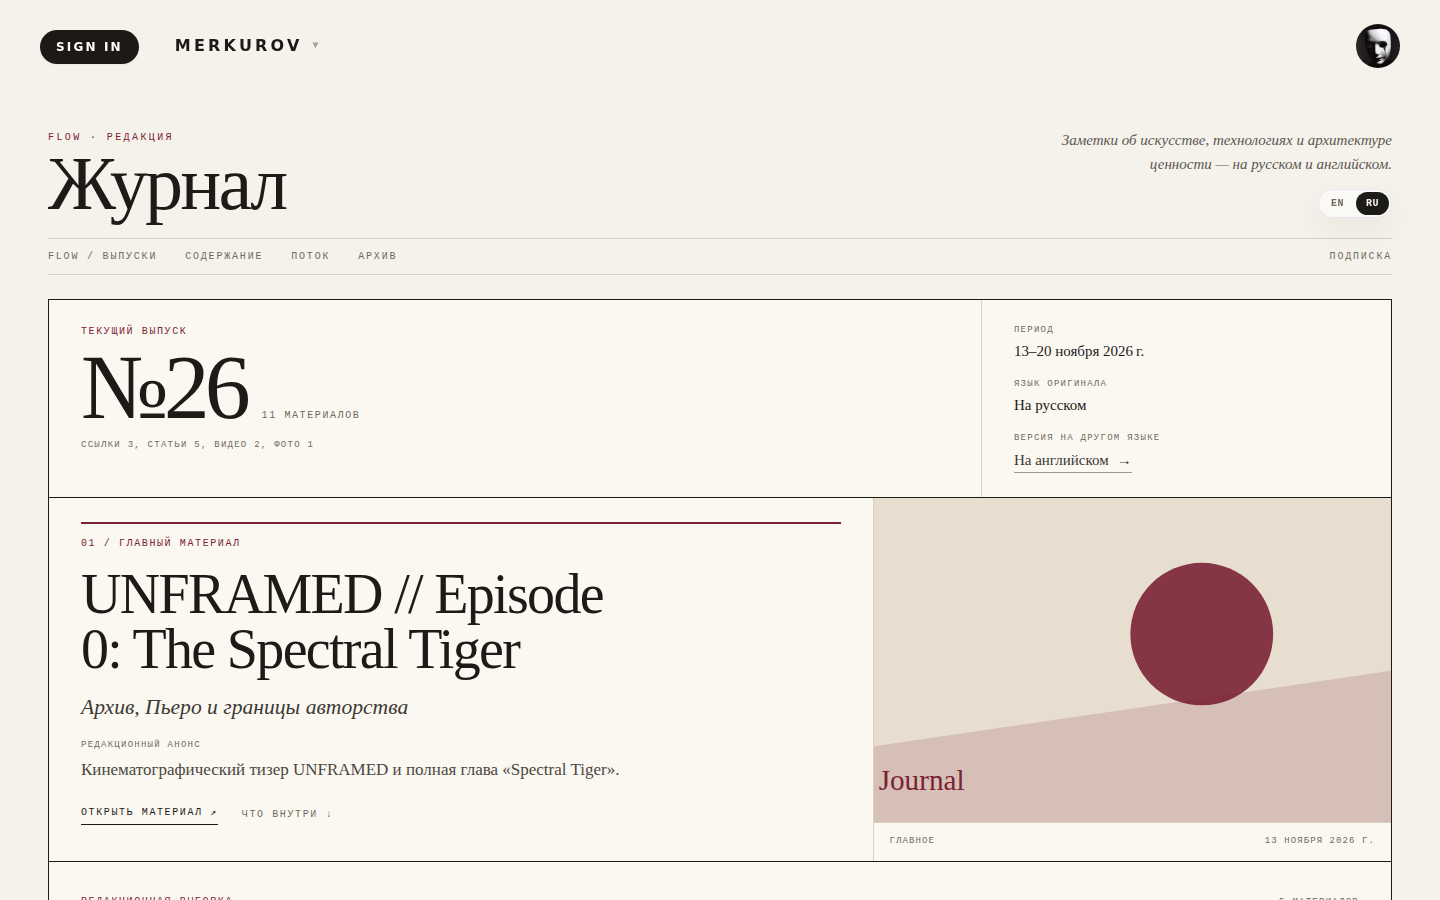 SIGN IN
MERKUROV ▾
FLOW · РЕДАКЦИЯ
Журнал
Заметки об искусстве, технологиях и архитектуре
ценности — на русском и английском.
EN RU
FLOW / ВЫПУСКИ СОДЕРЖАНИЕ ПОТОК АРХИВ ПОДПИСКА
ТЕКУЩИЙ ВЫПУСК
№26 11 МАТЕРИАЛОВ
ССЫЛКИ 3, СТАТЬИ 5, ВИДЕО 2, ФОТО 1
ПЕРИОД
13–20 ноября 2026 г.
ЯЗЫК ОРИГИНАЛА
На русском
ВЕРСИЯ НА ДРУГОМ ЯЗЫКЕ
На английском →
01 / ГЛАВНЫЙ МАТЕРИАЛ
UNFRAMED // Episode
0: The Spectral Tiger
Архив, Пьеро и границы авторства
РЕДАКЦИОННЫЙ АНОНС
Кинематографический тизер UNFRAMED и полная глава «Spectral Tiger».
ОТКРЫТЬ МАТЕРИАЛ ↗ ЧТО ВНУТРИ ↓
Journal
ГЛАВНОЕ 13 НОЯБРЯ 2026 Г.